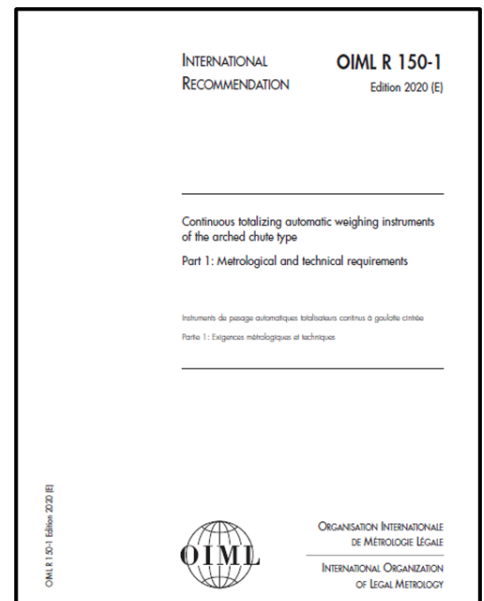 INTERNATIONAL
RECOMMENDATION
OIML R 150-1
Edition 2020 (E)
Continuous totalizing automatic weighing instruments
of the arched chute type
Part 1: Metrological and technical requirements
Instruments de pesage automatiques totalisateurs continus à goulotte cintrée
Partie 1: Exigences métrologiques et techniques
OIML R 150-1 Edition 2020 (E)
OIML
ORGANISATION INTERNATIONALE
DE MÉTROLOGIE LÉGALE
INTERNATIONAL ORGANIZATION
OF LEGAL METROLOGY